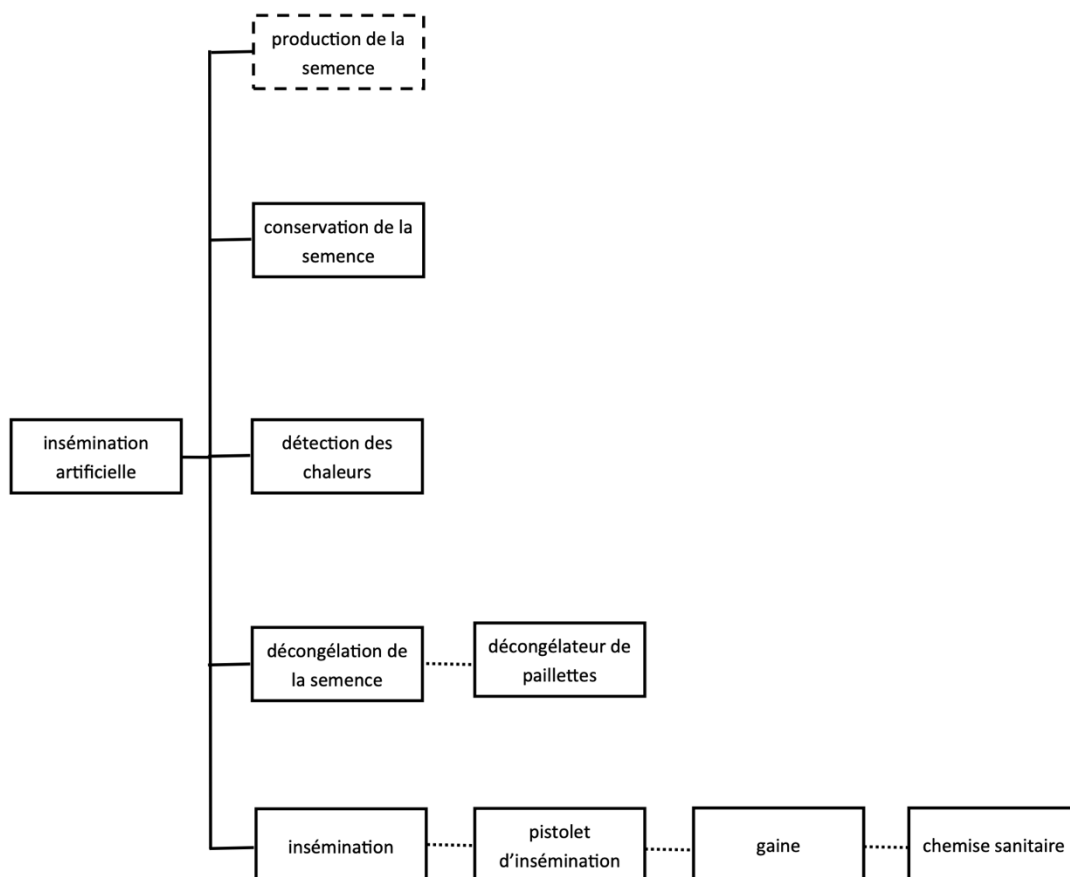 production de la
semence
conservation de la
semence
insémination
artificielle
détection des
chaleurs
décongélation de
la semence
décongélateur de
paillettes
insémination
pistolet
d’insémination
gaine
chemise sanitaire